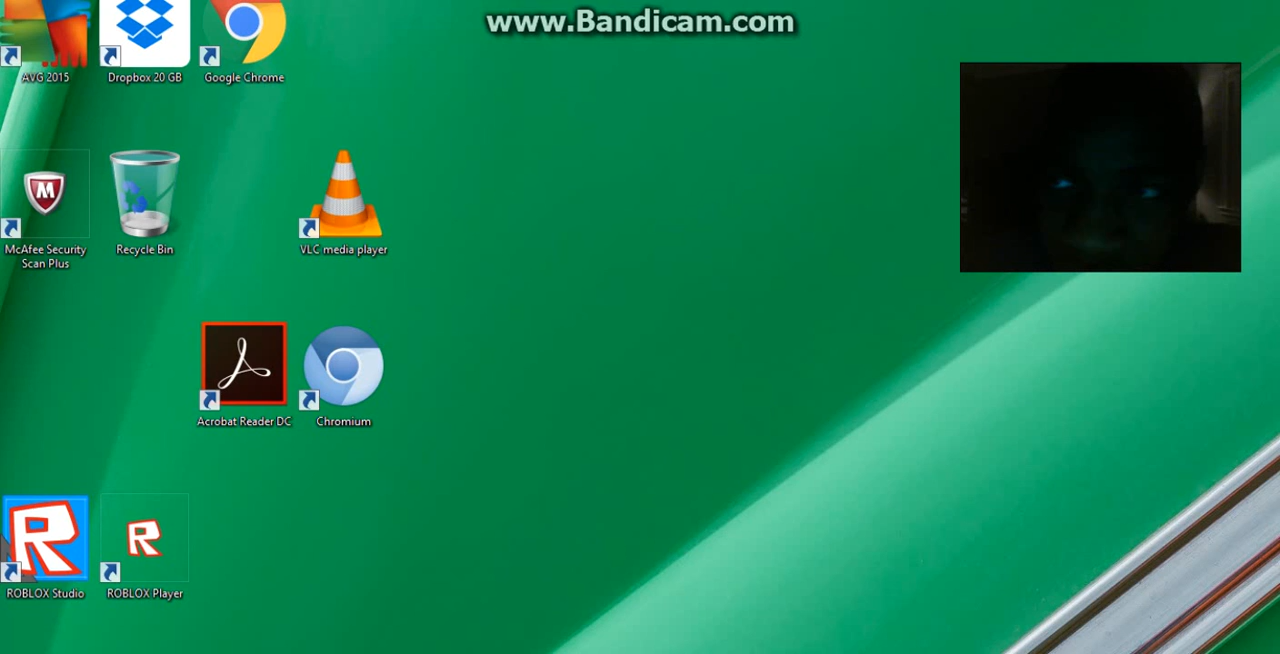 www.Bandicam.com
AVG 2015
Dropbox 20 GB
Google Chrome
M
McAfee Security
Scan Plus
Recycle Bin
VLC media player
Acrobat Reader DC
Chromium
R
ROBLOX Studio
R
ROBLOX Player